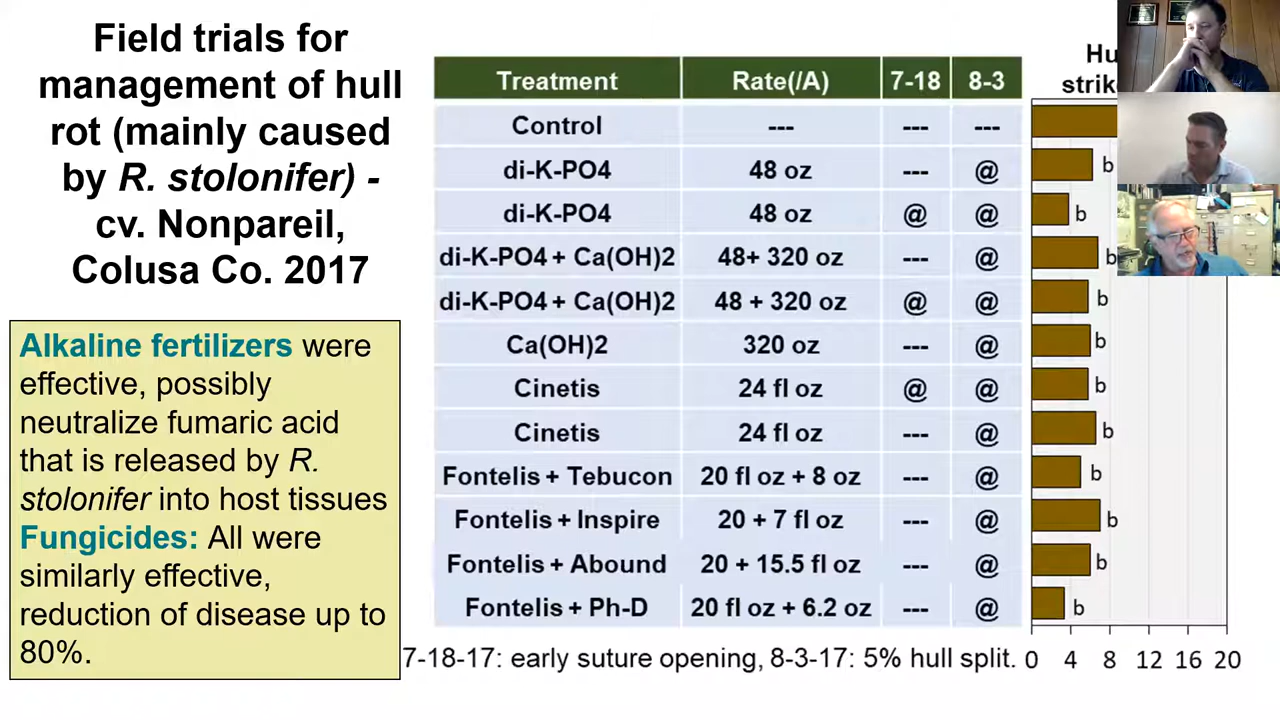 Field trials for
management of hull
rot (mainly caused
by R. stolonifer) -
cv. Nonpareil,
Colusa Co. 2017
Alkaline fertilizers were
effective, possibly
neutralize fumaric acid
that is released by R.
stolonifer into host tissues
Fungicides: All were
similarly effective,
reduction of disease up to
80%.
Treatment Rate(/A) 7-18 8-3
Control --- --- ---
di-K-PO4 48 oz --- @ b
di-K-PO4 48 oz @ @ b
di-K-PO4 + Ca(OH)2 48+ 320 oz --- @ b
di-K-PO4 + Ca(OH)2 48 + 320 oz @ @ b
Ca(OH)2 320 oz --- @ b
Cinetis 24 fl oz @ @ b
Cinetis 24 fl oz --- @ b
Fontelis + Tebucon 20 fl oz + 8 oz --- @ b
Fontelis + Inspire 20 + 7 fl oz --- @ b
Fontelis + Abound 20 + 15.5 fl oz --- @ b
Fontelis + Ph-D 20 fl oz + 6.2 oz --- @ b
7-18-17: early suture opening, 8-3-17: 5% hull split. 0 4 8 12 16 20